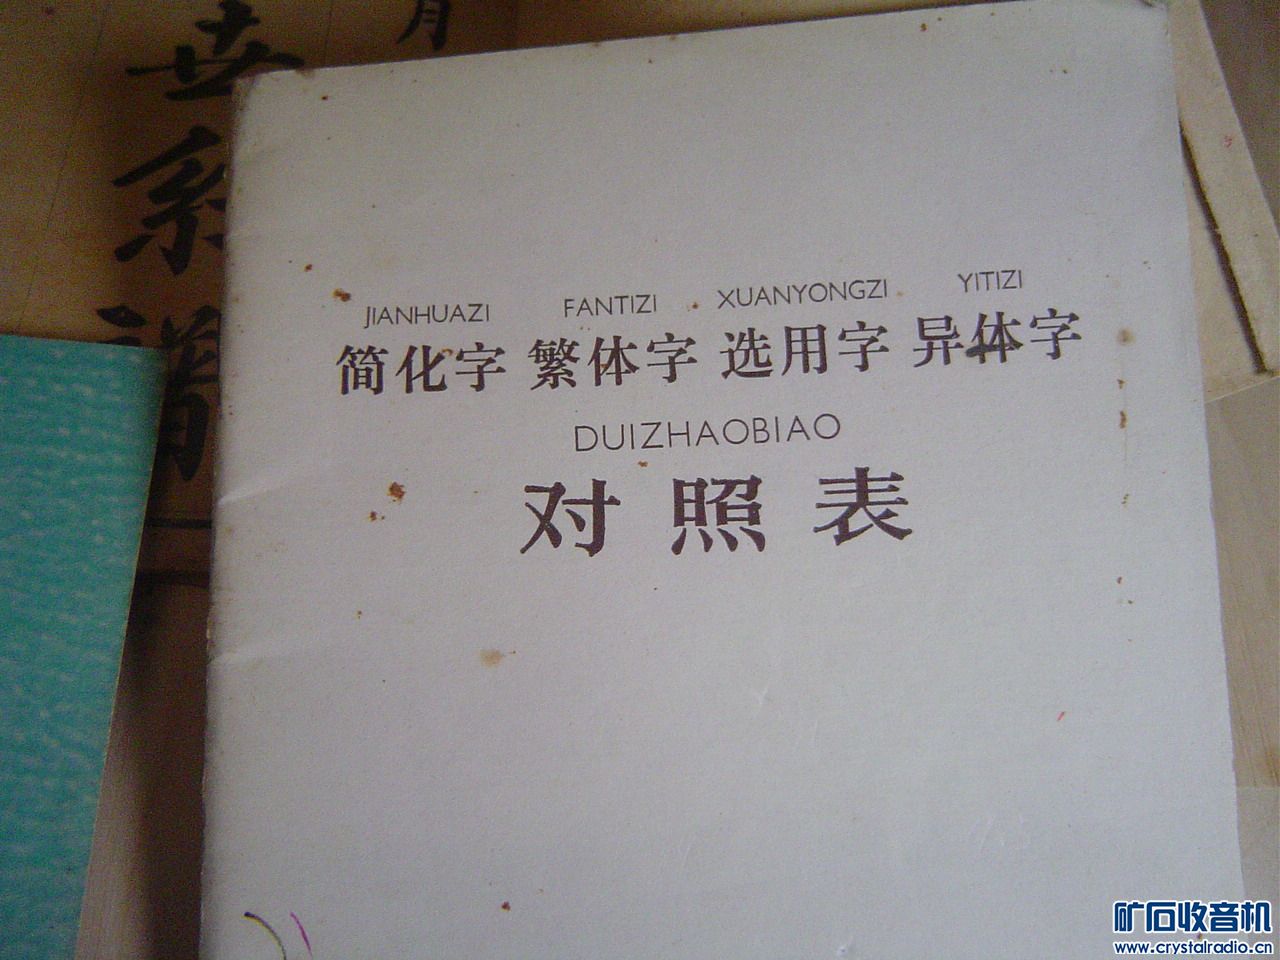 JIANHUAZI FANTIZI XUANYONGZI YITIZI
简化字 繁体字 选用字 异体字
DUIZHAOBIAO
对照表
矿石收音机
www.crystalradio.cn